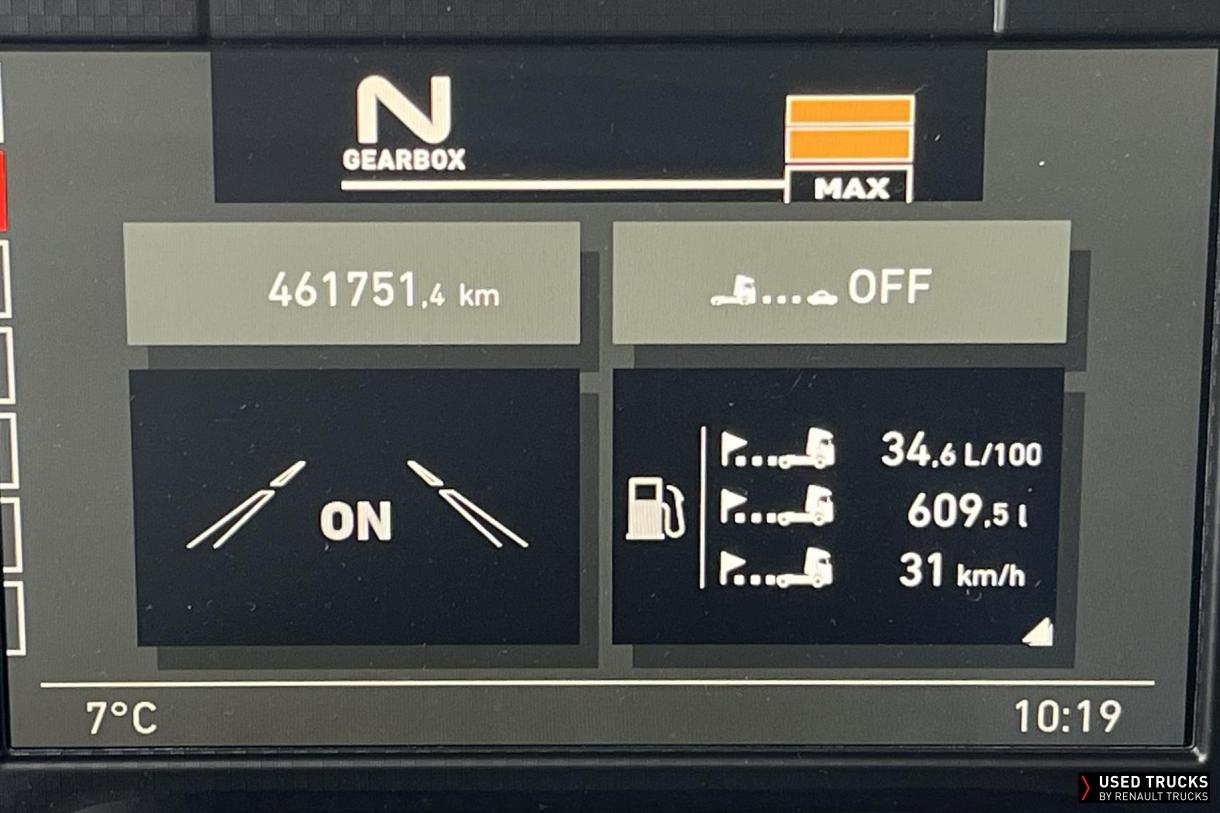 N
GEARBOX
MAX
461751,4 km
OFF
ON
34,6 L/100
609,5 l
31 km/h
7°C
10:19
USED TRUCKS
BY RENAULT TRUCKS